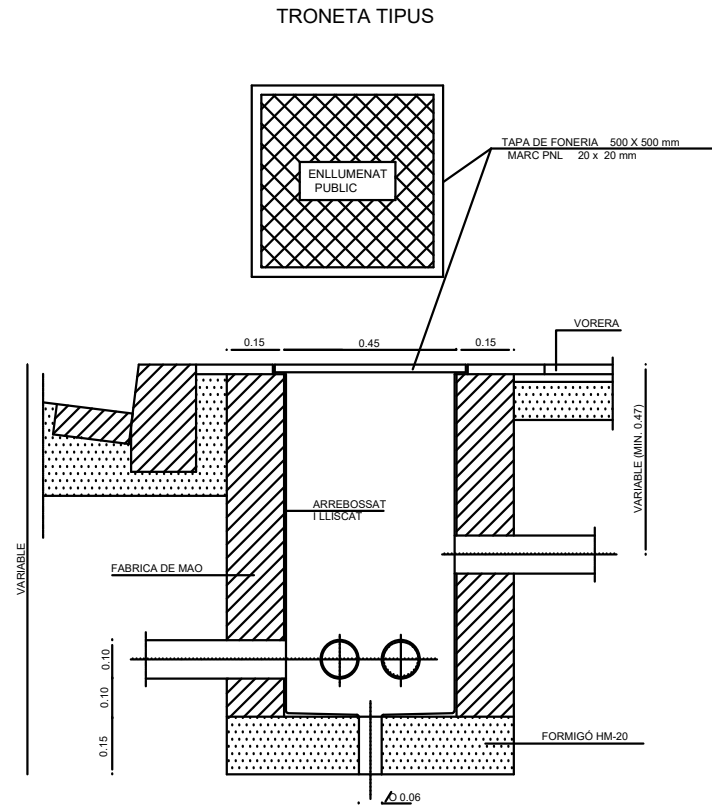 TRONETA TIPUS
TAPA DE FONERIA 500 X 500 mm
MARC PNL 20 x 20 mm
ENLLUMENAT
PUBLIC
VORERA
0.15 0.45 0.15
VARIABLE (MIN. 0.47)
ARREBOSSAT
I LLISCAT
FABRICA DE MAO
VARIABLE
0.10
0.10
0.15
FORMIGÓ HM-20
O 0.06